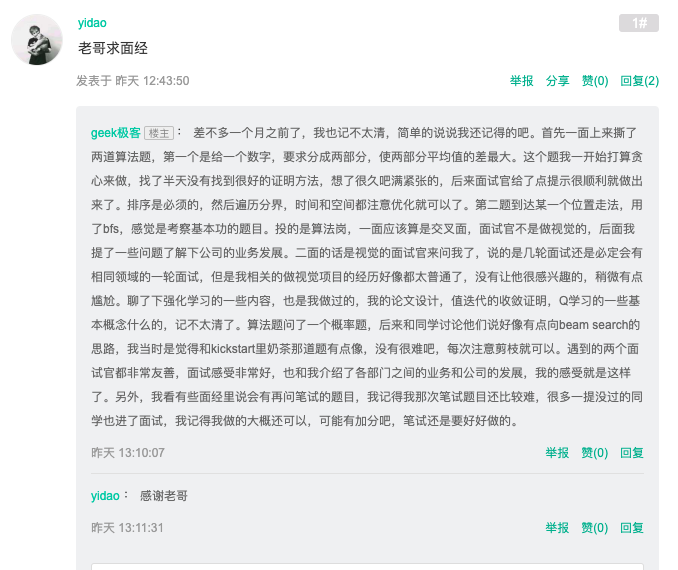 yidao
1#
老哥求面经
发表于 昨天 12:43:50 举报 分享 赞(0) 回复(2)
geek极客 楼主： 差不多一个月之前了，我也记不太清，简单的说说我还记得的吧。首先一面上来撕了
两道算法题，第一个是给一个数字，要求分成两部分，使两部分平均值的差最大。这个题我一开始打算贪
心来做，找了半天没有找到很好的证明方法，想了很久吧满紧张的，后来面试官给了点提示很顺利就做出
来了。排序是必须的，然后遍历分界，时间和空间都注意优化就可以了。第二题到达某一个位置走法，用
了bfs，感觉是考察基本功的题目。投的是算法岗，一面应该算是交叉面，面试官不是做视觉的，后面我
提了一些问题了解下公司的业务发展。二面的话是视觉的面试官来问我了，说的是几轮面试还是必定会有
相同领域的一轮面试，但是我相关的做视觉项目的经历好像都太普通了，没有让他很感兴趣的，稍微有点
尴尬。聊了下强化学习的一些内容，也是我做过的，我的论文设计，值迭代的收敛证明，Q学习的一些基
本概念什么的，记不太清了。算法题问了一个概率题，后来和同学讨论他们说好像有点向beam search的
思路，我当时是觉得和kickstart里奶茶那道题有点像，没有很难吧，每次注意剪枝就可以。遇到的两个面
试官都非常友善，面试感受非常好，也和我介绍了各部门之间的业务和公司的发展，我的感受就是这样
了。另外，我看有些面经里说会有再问笔试的题目，我记得我那次笔试题目还比较难，很多一提没过的同
学也进了面试，我记得我做的大概还可以，可能有加分吧，笔试还是要好好做的。
昨天 13:10:07 举报 赞(0) 回复
yidao： 感谢老哥
昨天 13:11:31 举报 赞(0) 回复